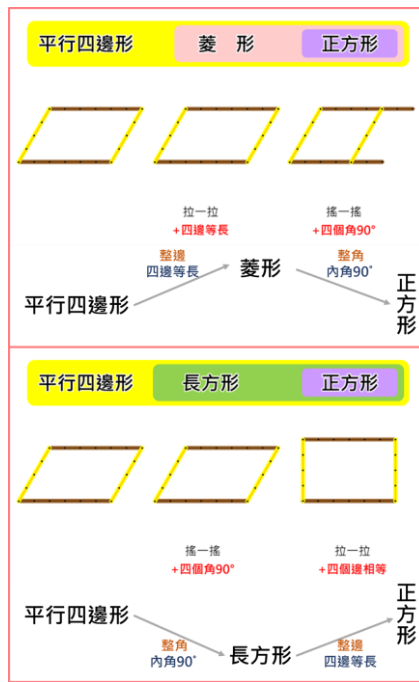 平行四邊形 菱 形 正方形
拉一拉 搖一搖
+四邊等長 +四個角90°
整邊 整角
四邊等長 菱形 內角90°
平行四邊形 正方形
平行四邊形 長方形 正方形
搖一搖 拉一拉
+四個角90° +四個邊相等
平行四邊形 正方形
整角 長方形 整邊
內角90° 四邊等長